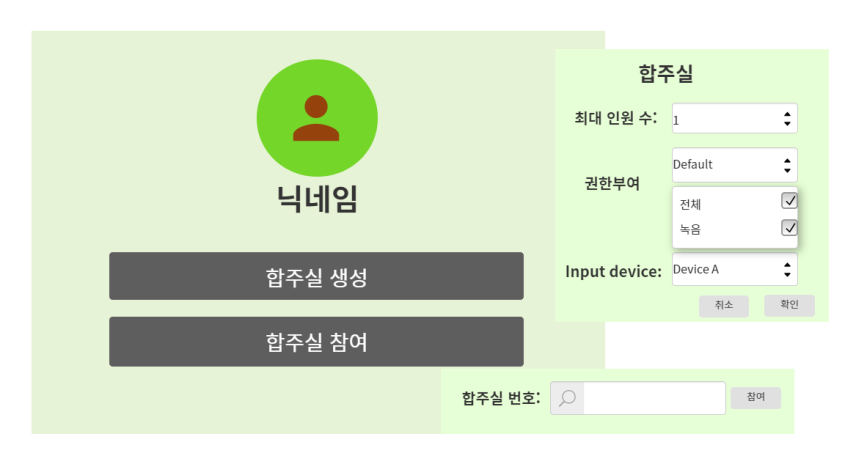 닉네임
합주실 생성
합주실 참여
합주실
최대 인원 수: 1
권한부여 Default
전체
녹음
Input device: Device A
취소 확인
합주실 번호: 참여